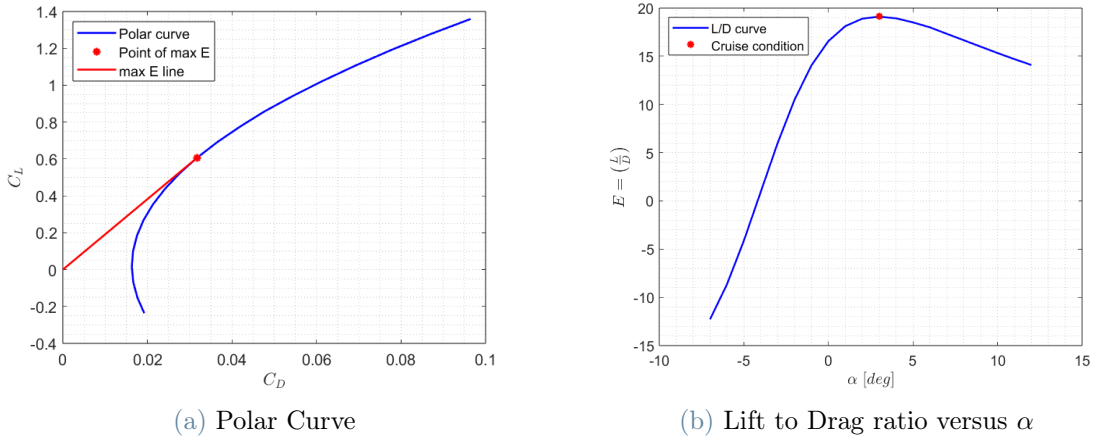 1.4
1.2
1
0.8
0.6
0.4
0.2
0
-0.2
-0.4
C_L
Polar curve
Point of max E
max E line
0 0.02 0.04 0.06 0.08 0.1
C_D
(a) Polar Curve
20
15
10
5
0
-5
-10
-15
E = (L/D)
L/D curve
Cruise condition
-10 -5 0 5 10 15
α [deg]
(b) Lift to Drag ratio versus α